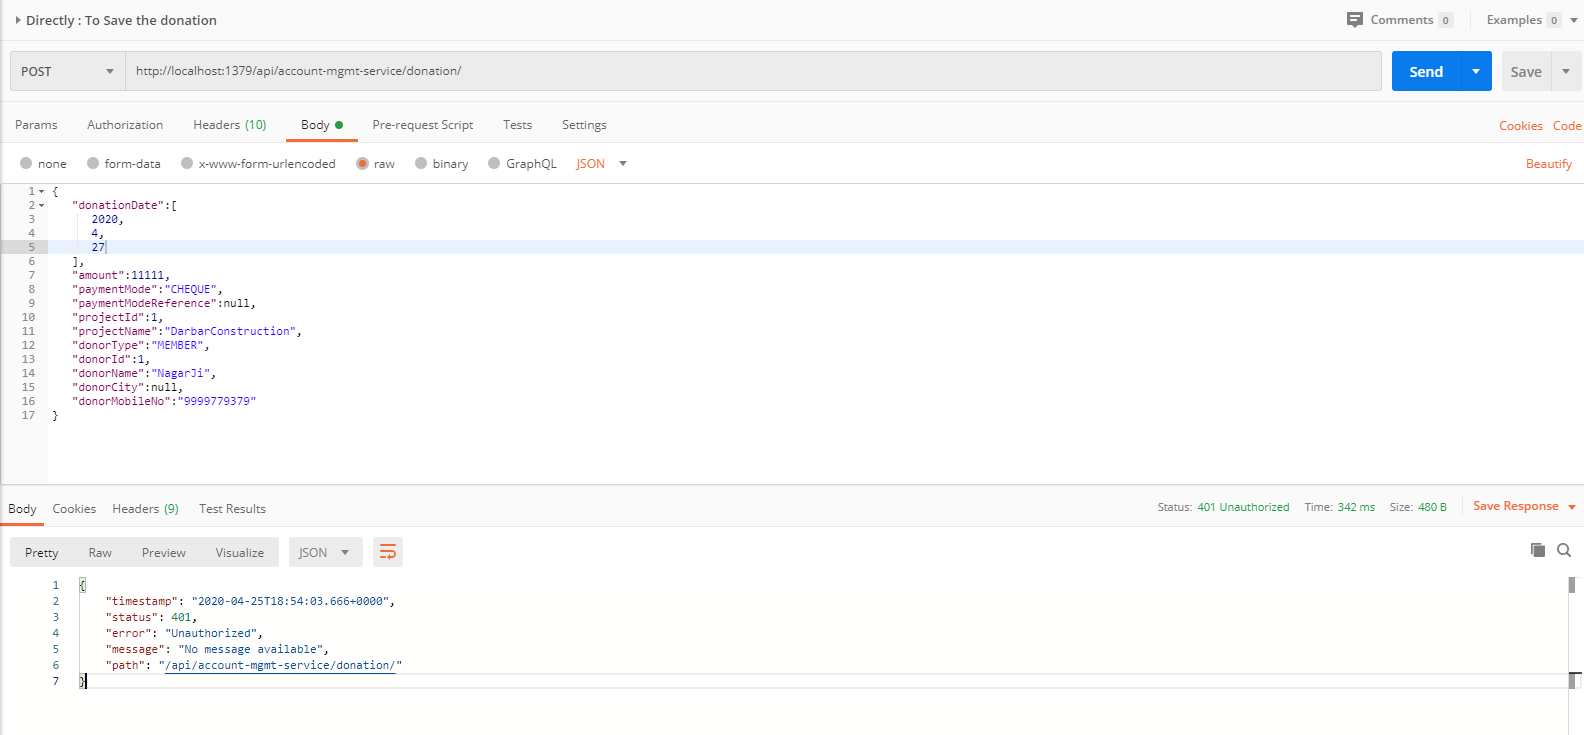 Directly : To Save the donation
Comments 0 Examples 0
POST http://localhost:1379/api/account-mgmt-service/donation/ Send Save
Params Authorization Headers (10) Body Pre-request Script Tests Settings Cookies Code
none form-data x-www-form-urlencoded raw binary GraphQL JSON Beautify
1 {
2 "donationDate":[
3 2020,
4 4,
5 27
6 ],
7 "amount":11111,
8 "paymentMode":"CHEQUE",
9 "paymentModeReference":null,
10 "projectId":1,
11 "projectName":"DarbarConstruction",
12 "donorType":"MEMBER",
13 "donorId":1,
14 "donorName":"NagarJi",
15 "donorCity":null,
16 "donorMobileNo":"9999779379"
17 }
Body Cookies Headers (9) Test Results Status: 401 Unauthorized Time: 342 ms Size: 480 B Save Response
Pretty Raw Preview Visualize JSON
1 {
2 "timestamp": "2020-04-25T18:54:03.666+0000",
3 "status": 401,
4 "error": "Unauthorized",
5 "message": "No message available",
6 "path": "/api/account-mgmt-service/donation/"
7 }